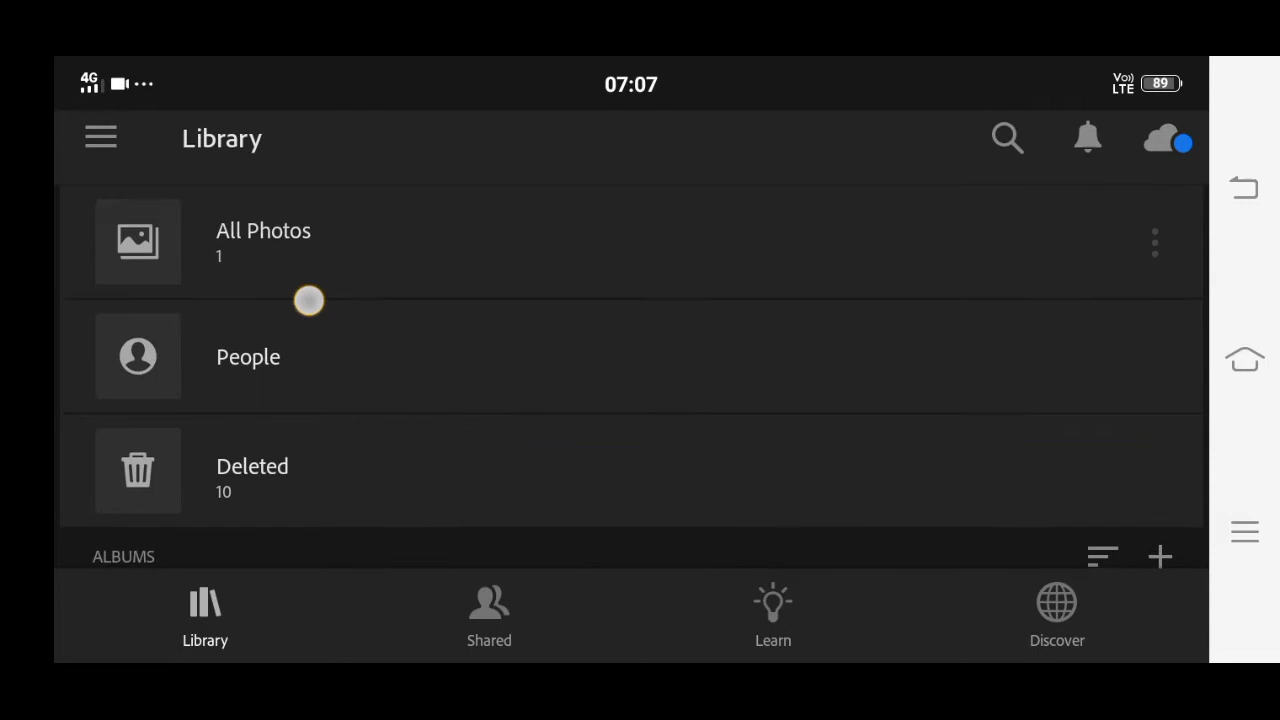 4G
07:07
Vo))
LTE
89
Library
All Photos
1
People
Deleted
10
ALBUMS
Library
Shared
Learn
Discover